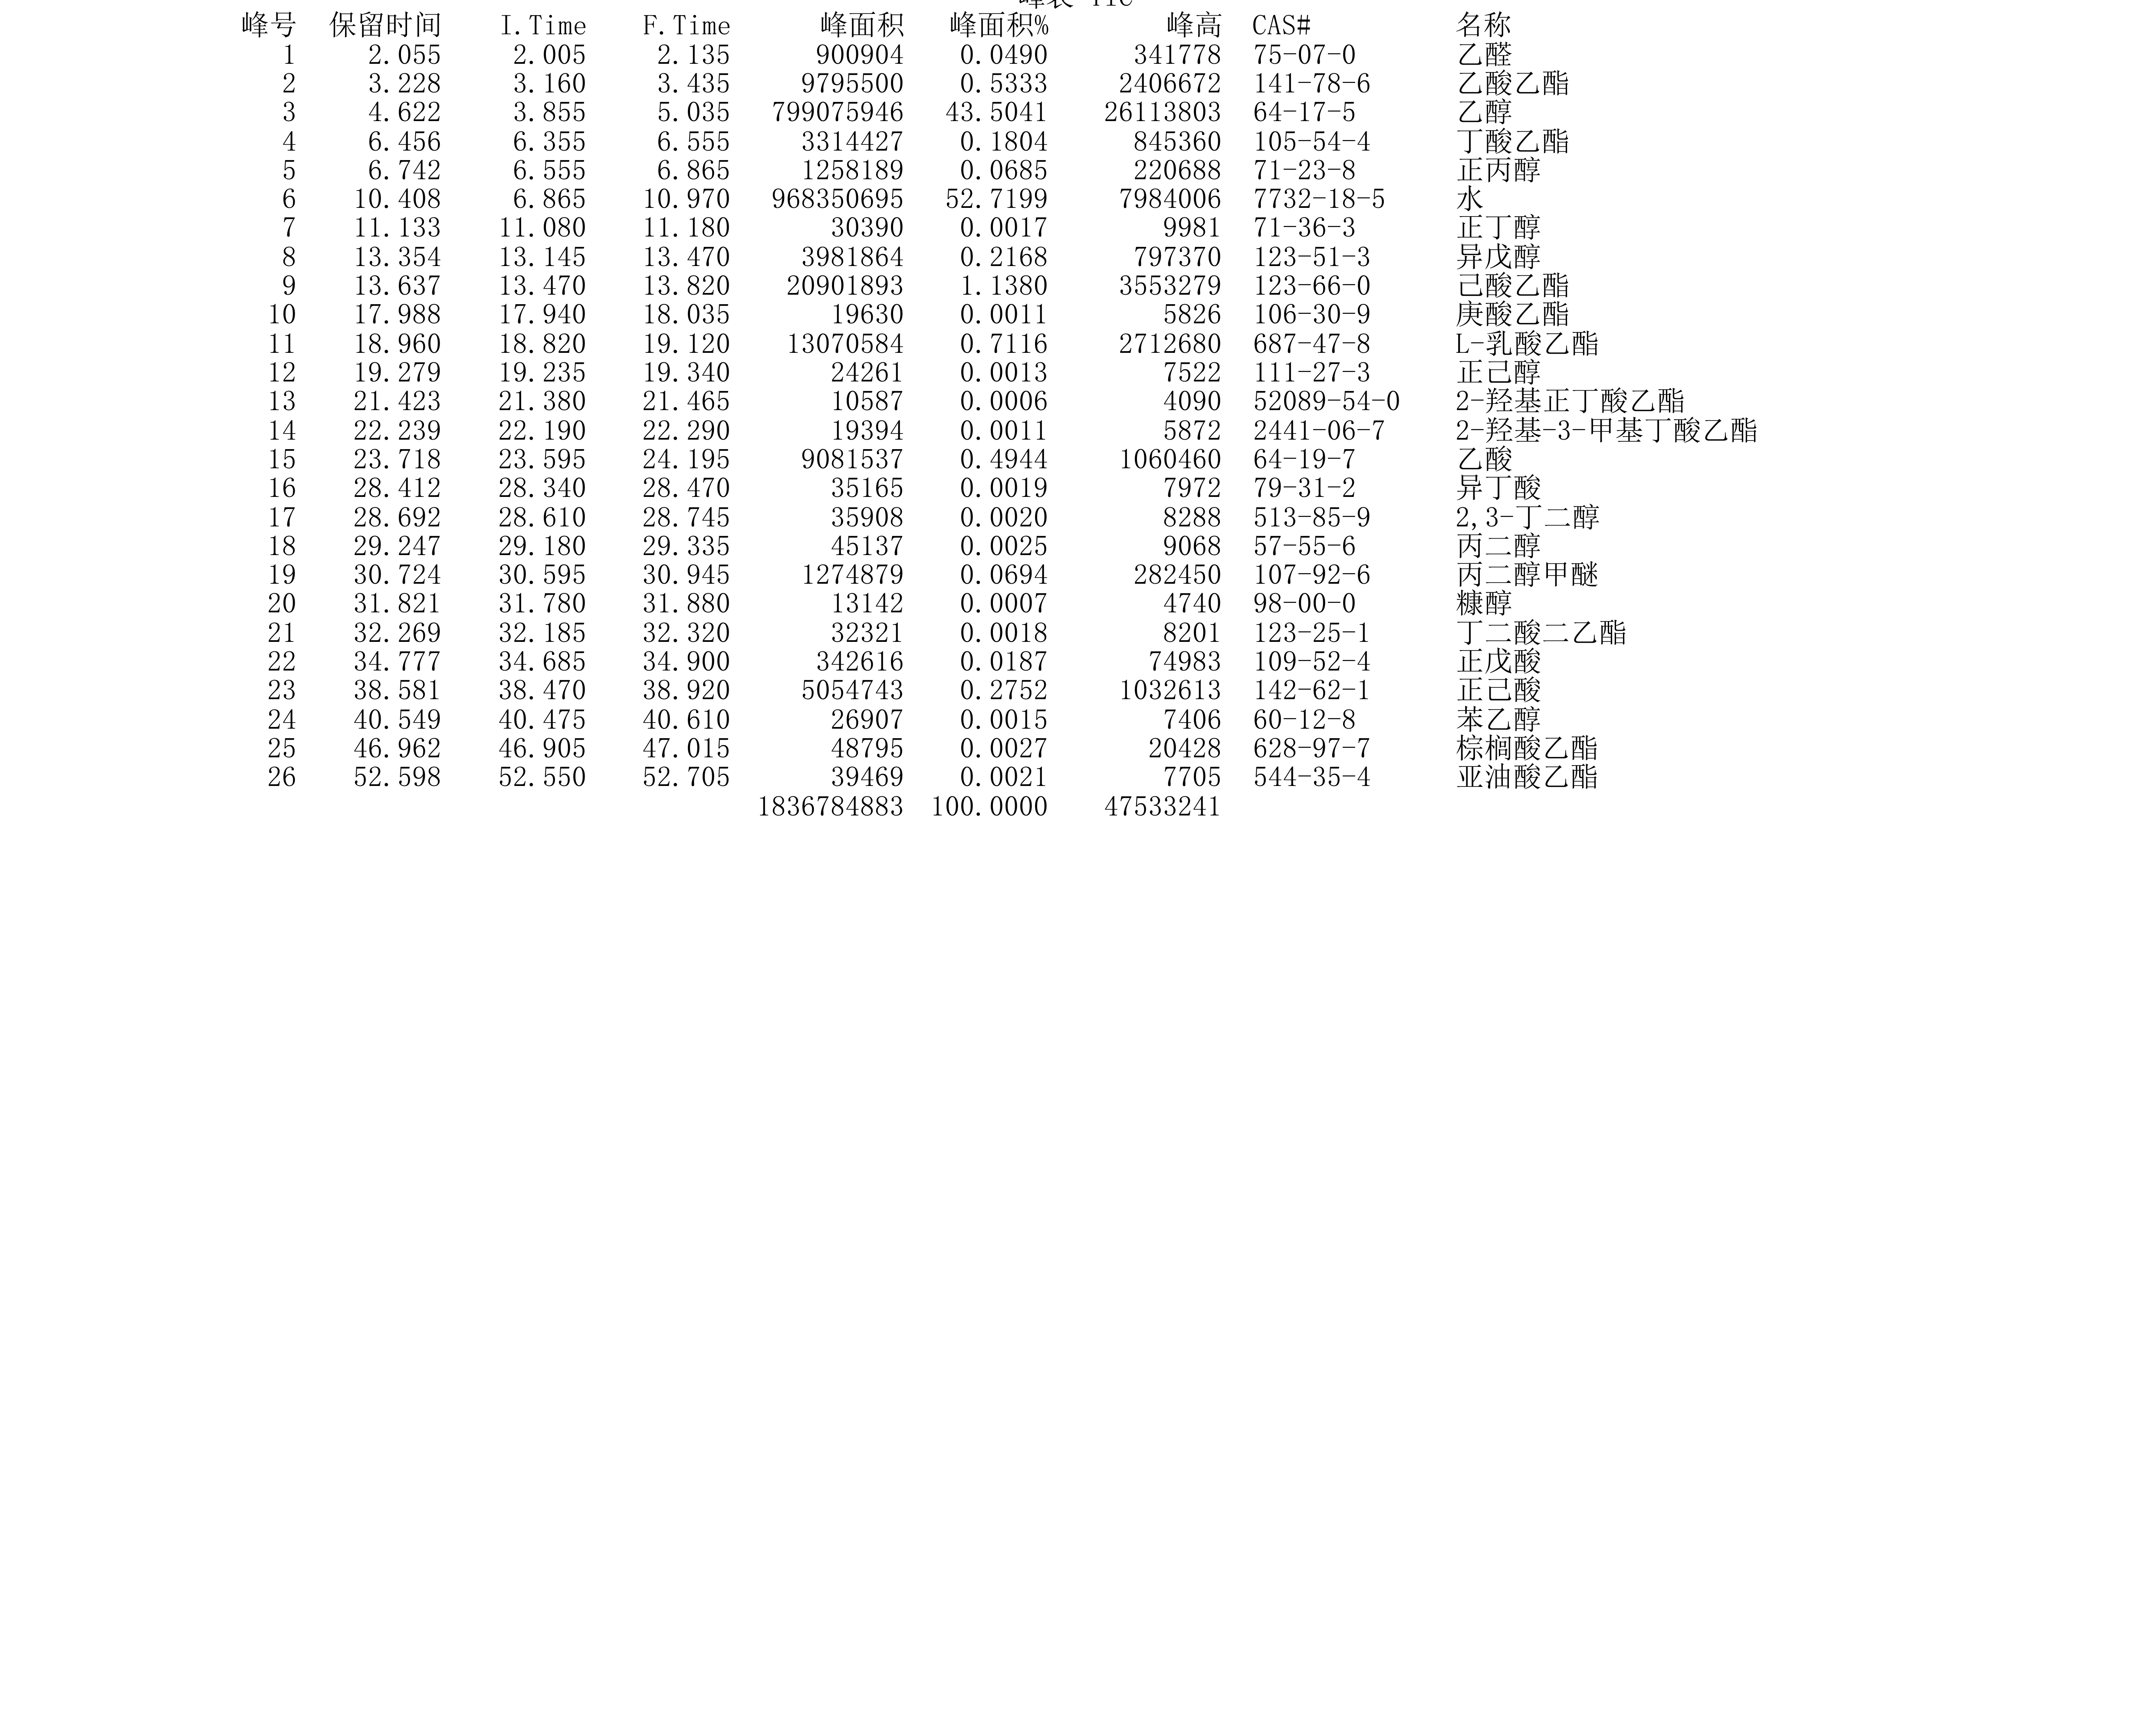 峰表 TIC
峰号 保留时间 I.Time F.Time 峰面积 峰面积% 峰高 CAS# 名称
1 2.055 2.005 2.135 900904 0.0490 341778 75-07-0 乙醛
2 3.228 3.160 3.435 9795500 0.5333 2406672 141-78-6 乙酸乙酯
3 4.622 3.855 5.035 799075946 43.5041 26113803 64-17-5 乙醇
4 6.456 6.355 6.555 3314427 0.1804 845360 105-54-4 丁酸乙酯
5 6.742 6.555 6.865 1258189 0.0685 220688 71-23-8 正丙醇
6 10.408 6.865 10.970 968350695 52.7199 7984006 7732-18-5 水
7 11.133 11.080 11.180 30390 0.0017 9981 71-36-3 正丁醇
8 13.354 13.145 13.470 3981864 0.2168 797370 123-51-3 异戊醇
9 13.637 13.470 13.820 20901893 1.1380 3553279 123-66-0 己酸乙酯
10 17.988 17.940 18.035 19630 0.0011 5826 106-30-9 庚酸乙酯
11 18.960 18.820 19.120 13070584 0.7116 2712680 687-47-8 L-乳酸乙酯
12 19.279 19.235 19.340 24261 0.0013 7522 111-27-3 正己醇
13 21.423 21.380 21.465 10587 0.0006 4090 52089-54-0 2-羟基正丁酸乙酯
14 22.239 22.190 22.290 19394 0.0011 5872 2441-06-7 2-羟基-3-甲基丁酸乙酯
15 23.718 23.595 24.195 9081537 0.4944 1060460 64-19-7 乙酸
16 28.412 28.340 28.470 35165 0.0019 7972 79-31-2 异丁酸
17 28.692 28.610 28.745 35908 0.0020 8288 513-85-9 2,3-丁二醇
18 29.247 29.180 29.335 45137 0.0025 9068 57-55-6 丙二醇
19 30.724 30.595 30.945 1274879 0.0694 282450 107-92-6 丙二醇甲醚
20 31.821 31.780 31.880 13142 0.0007 4740 98-00-0 糠醇
21 32.269 32.185 32.320 32321 0.0018 8201 123-25-1 丁二酸二乙酯
22 34.777 34.685 34.900 342616 0.0187 74983 109-52-4 正戊酸
23 38.581 38.470 38.920 5054743 0.2752 1032613 142-62-1 正己酸
24 40.549 40.475 40.610 26907 0.0015 7406 60-12-8 苯乙醇
25 46.962 46.905 47.015 48795 0.0027 20428 628-97-7 棕榈酸乙酯
26 52.598 52.550 52.705 39469 0.0021 7705 544-35-4 亚油酸乙酯
1836784883 100.0000 47533241